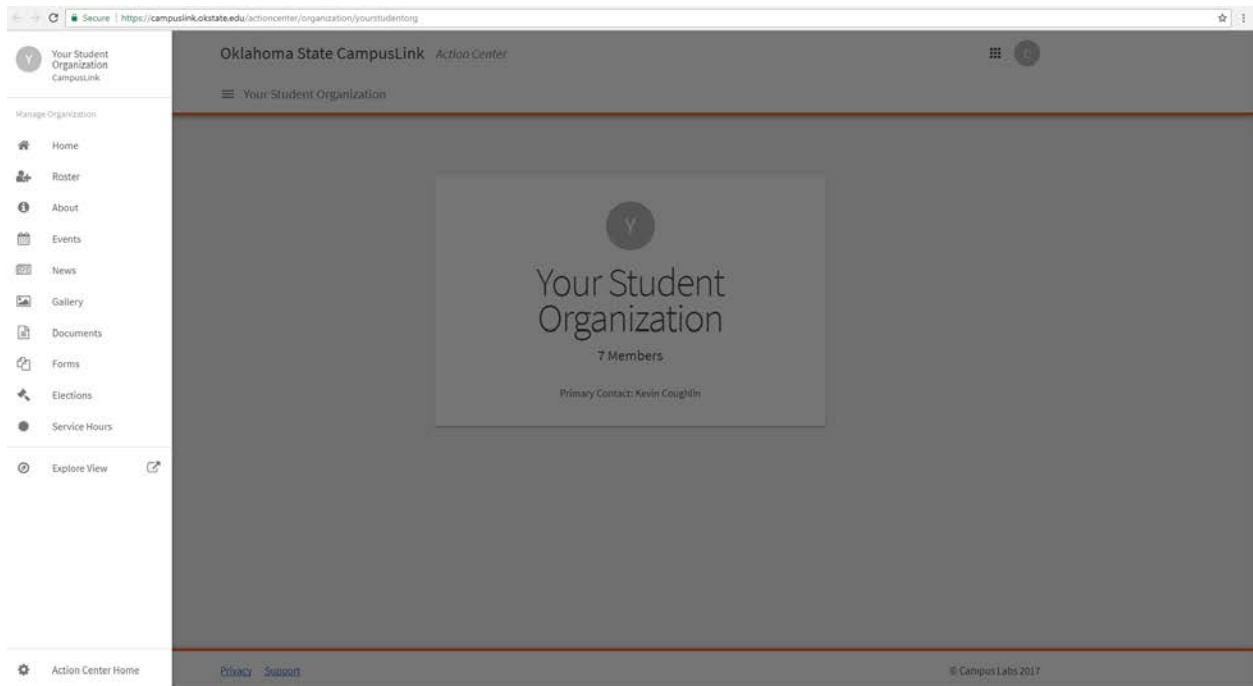 Secure | https://campuslink.okstate.edu/actioncenter/organization/yourstudentorg
Y
Your Student
Organization
CampusLink
Manage Organization
Home
Roster
About
Events
News
Gallery
Documents
Forms
Elections
Service Hours
Explore View
Action Center Home
Oklahoma State CampusLink Action Center
C
Your Student Organization
Y
Your Student
Organization
7 Members
Primary Contact: Kevin Coughlin
Privacy Support
© Campus Labs 2017